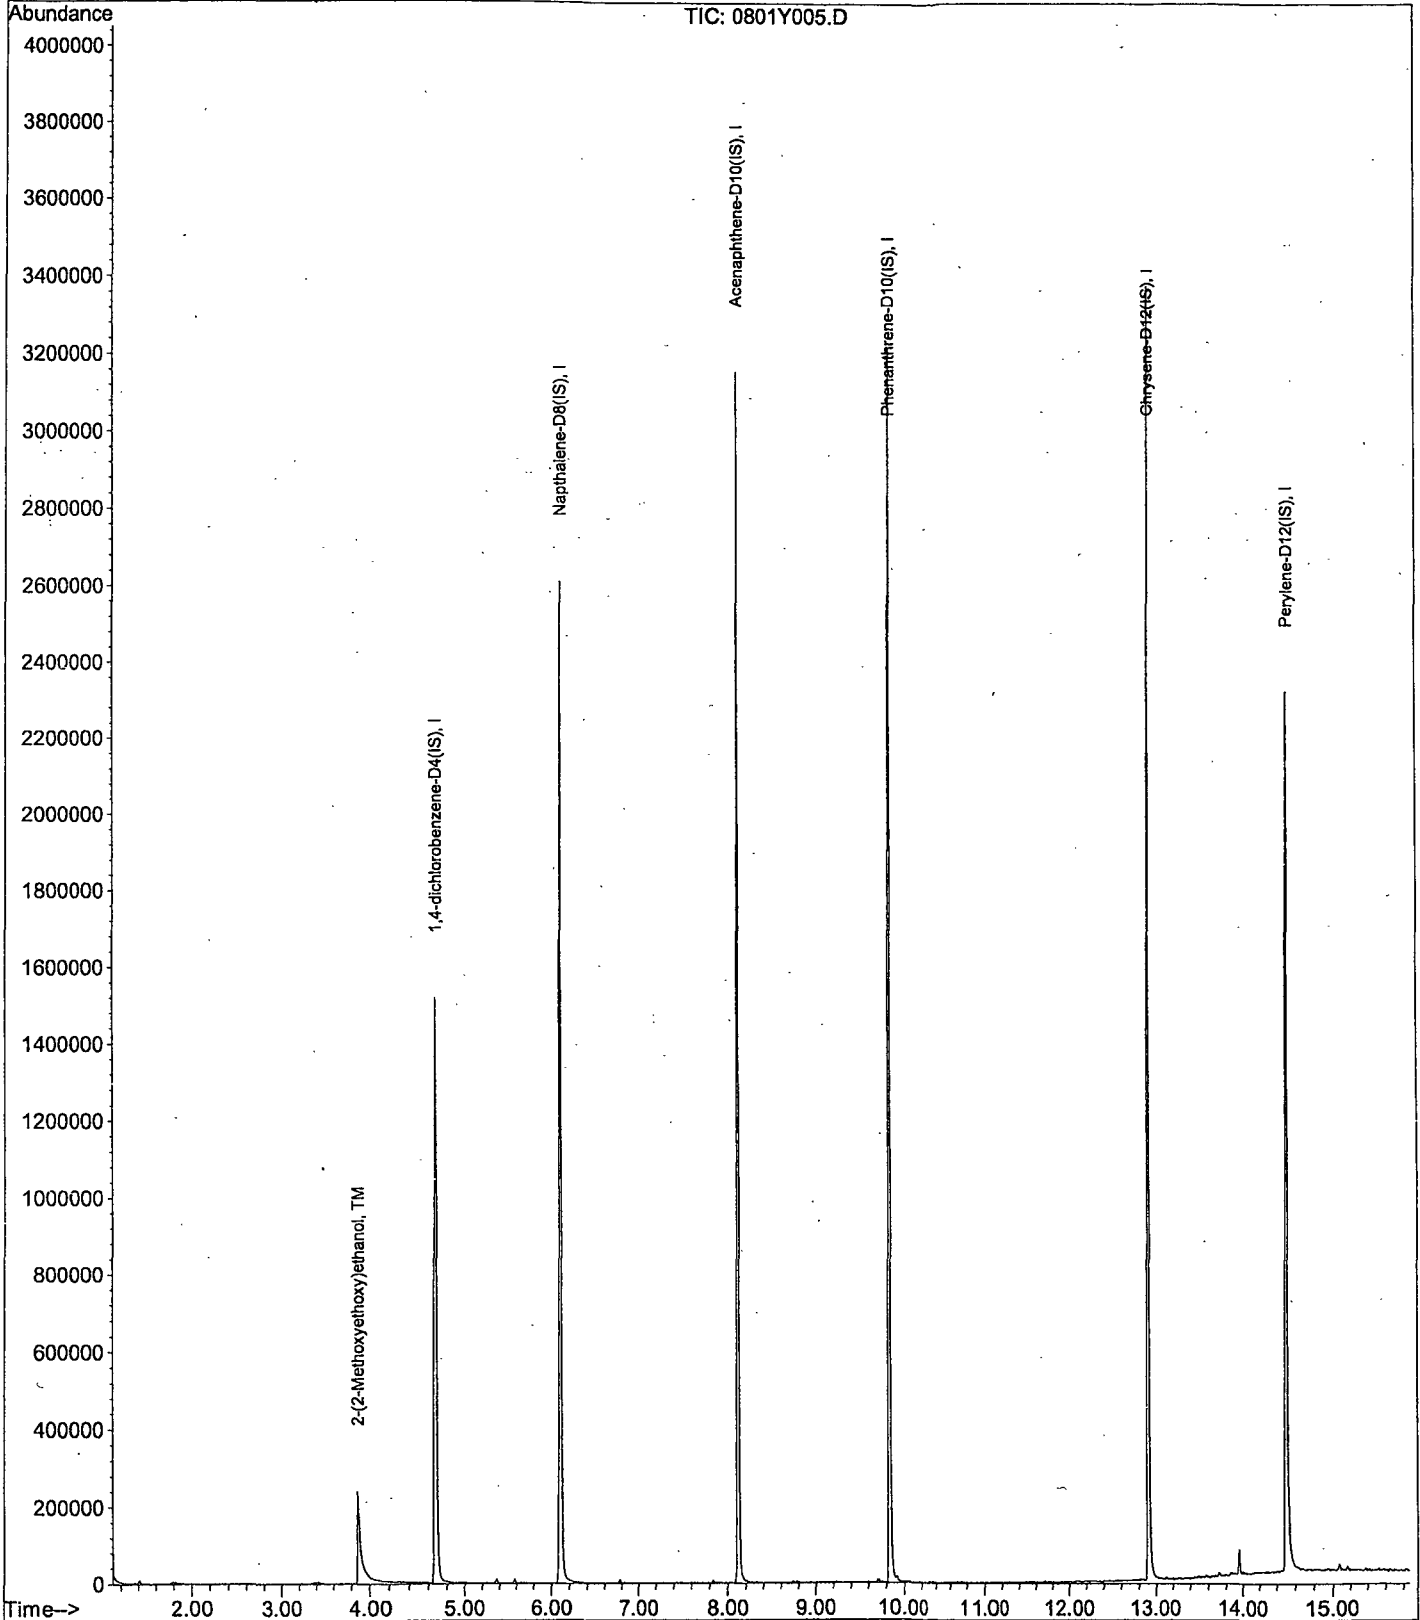 Abundance
TIC: 0801Y005.D
4000000
3800000
3600000
3400000
3200000
3000000
2800000
2600000
2400000
2200000
2000000
1800000
1600000
1400000
1200000
1000000
800000
600000
400000
200000
0
2-(2-Methoxyethoxy)ethanol, TM
1,4-dichlorobenzene-D4(IS), I
Napthalene-D8(IS), I
Acenaphthene-D10(IS), I
Phenanthrene-D10(IS), I
Chrysene-D12(IS), I
Perylene-D12(IS), I
Time--> 2.00 3.00 4.00 5.00 6.00 7.00 8.00 9.00 10.00 11.00 12.00 13.00 14.00 15.00